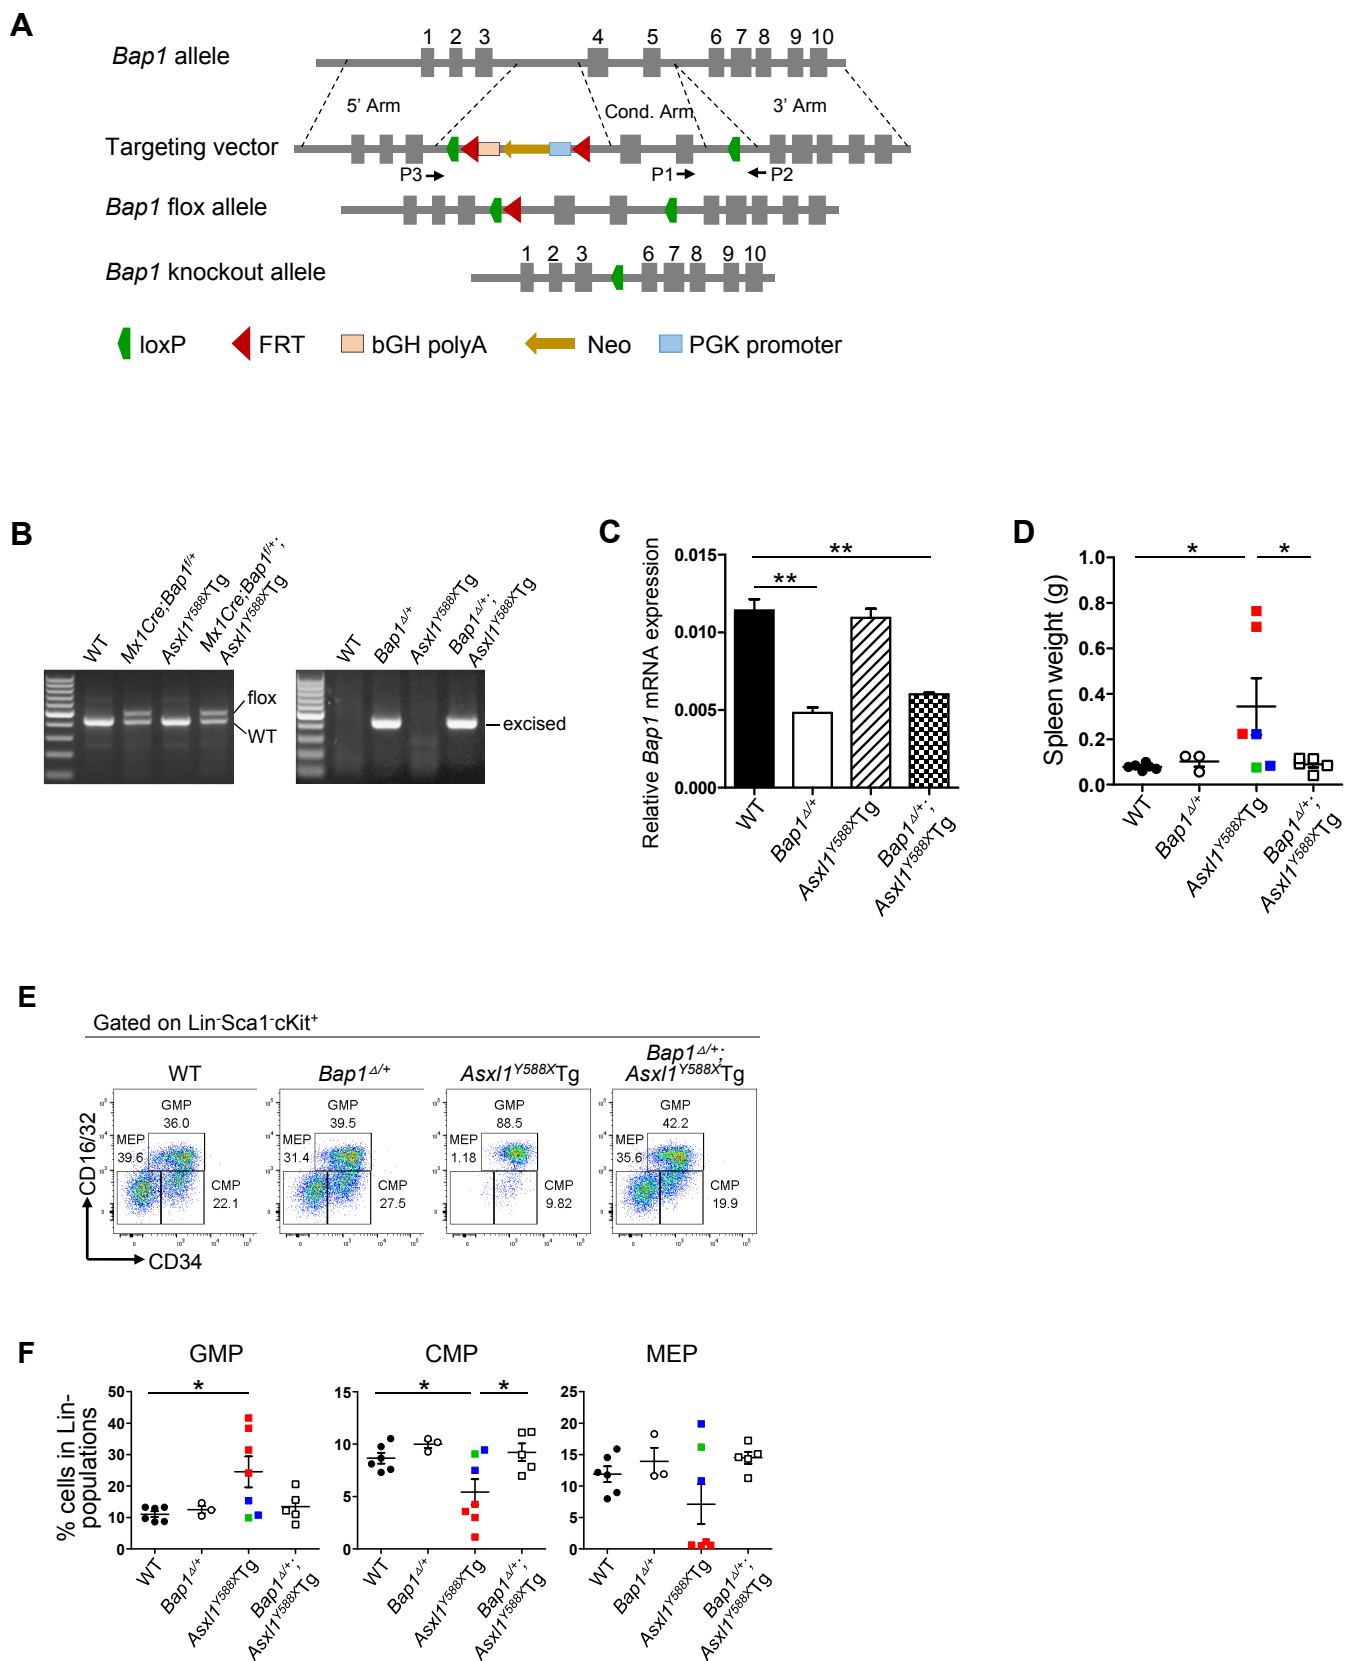 A
1 2 3 4 5 6 7 8 9 10
Bap1 allele
5' Arm Cond. Arm 3' Arm
Targeting vector
P3 P1 P2
Bap1 flox allele
1 2 3 6 7 8 9 10
Bap1 knockout allele
loxP FRT bGH polyA Neo PGK promoter
B
WT
Mx1Cre;Bap1f/+
Asxl1Y588XTg
Mx1Cre;Bap1f/+;
Asxl1Y588XTg
flox
WT
WT
Bap1Δ/+
Asxl1Y588XTg
Bap1Δ/+;
Asxl1Y588XTg
excised
C
Relative Bap1 mRNA expression
0.015
0.010
0.005
0.000
**
**
WT
Bap1Δ/+
Asxl1Y588XTg
Bap1Δ/+;
Asxl1Y588XTg
D
Spleen weight (g)
1.0
0.8
0.6
0.4
0.2
0.0
* *
WT
Bap1Δ/+
Asxl1Y588XTg
Bap1Δ/+;
Asxl1Y588XTg
E
Gated on Lin-Sca1-cKit+
WT
Bap1Δ/+
Asxl1Y588XTg
Bap1Δ/+;
Asxl1Y588XTg
CD16/32
CD34
GMP
36.0
MEP
39.6
CMP
22.1
GMP
39.5
MEP
31.4
CMP
27.5
GMP
88.5
MEP
1.18
CMP
9.82
GMP
42.2
MEP
35.6
CMP
19.9
F
% cells in Lin-
populations
GMP
50
40
30
20
10
0
*
WT
Bap1Δ/+
Asxl1Y588XTg
Bap1Δ/+;
Asxl1Y588XTg
CMP
15
10
5
0
* *
WT
Bap1Δ/+
Asxl1Y588XTg
Bap1Δ/+;
Asxl1Y588XTg
MEP
25
20
15
10
5
0
WT
Bap1Δ/+
Asxl1Y588XTg
Bap1Δ/+;
Asxl1Y588XTg